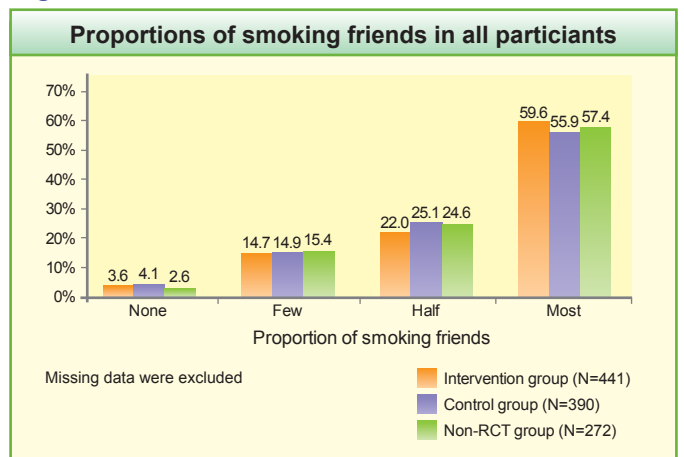 Proportions of smoking friends in all particiants
70%
60%
50%
40%
30%
20%
10%
0%
3.6 4.1 2.6
14.7 14.9 15.4
22.0 25.1 24.6
59.6 55.9 57.4
None Few Half Most
Proportion of smoking friends
Missing data were excluded
Intervention group (N=441)
Control group (N=390)
Non-RCT group (N=272)